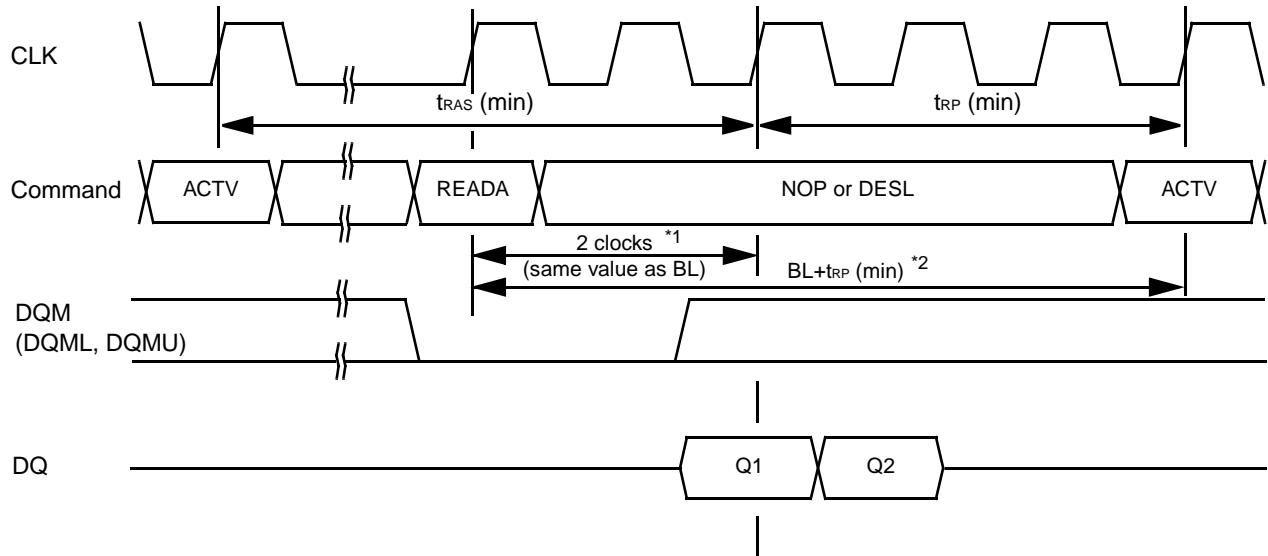 CLK
tRAS (min)
tRP (min)
Command
ACTV
READA
NOP or DESL
ACTV
2 clocks *1
(same value as BL)
BL+tRP (min) *2
DQM
(DQML, DQMU)
DQ
Q1
Q2